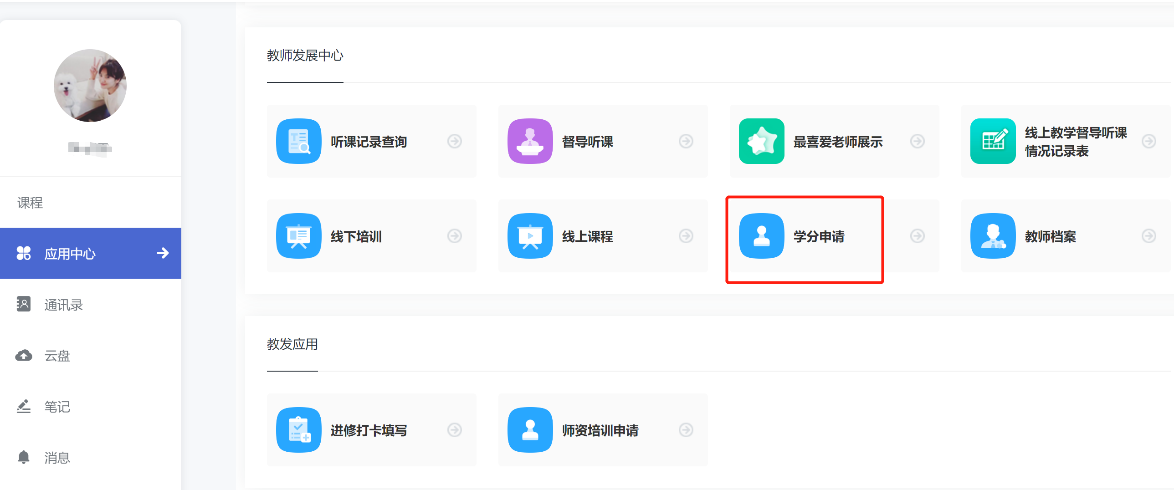 教师发展中心
听课记录查询
督导听课
最喜爱老师展示
线上教学督导听课
情况记录表
课程
线下培训
线上课程
学分申请
教师档案
应用中心
通讯录
教发应用
云盘
笔记
进修打卡填写
师资培训申请
消息